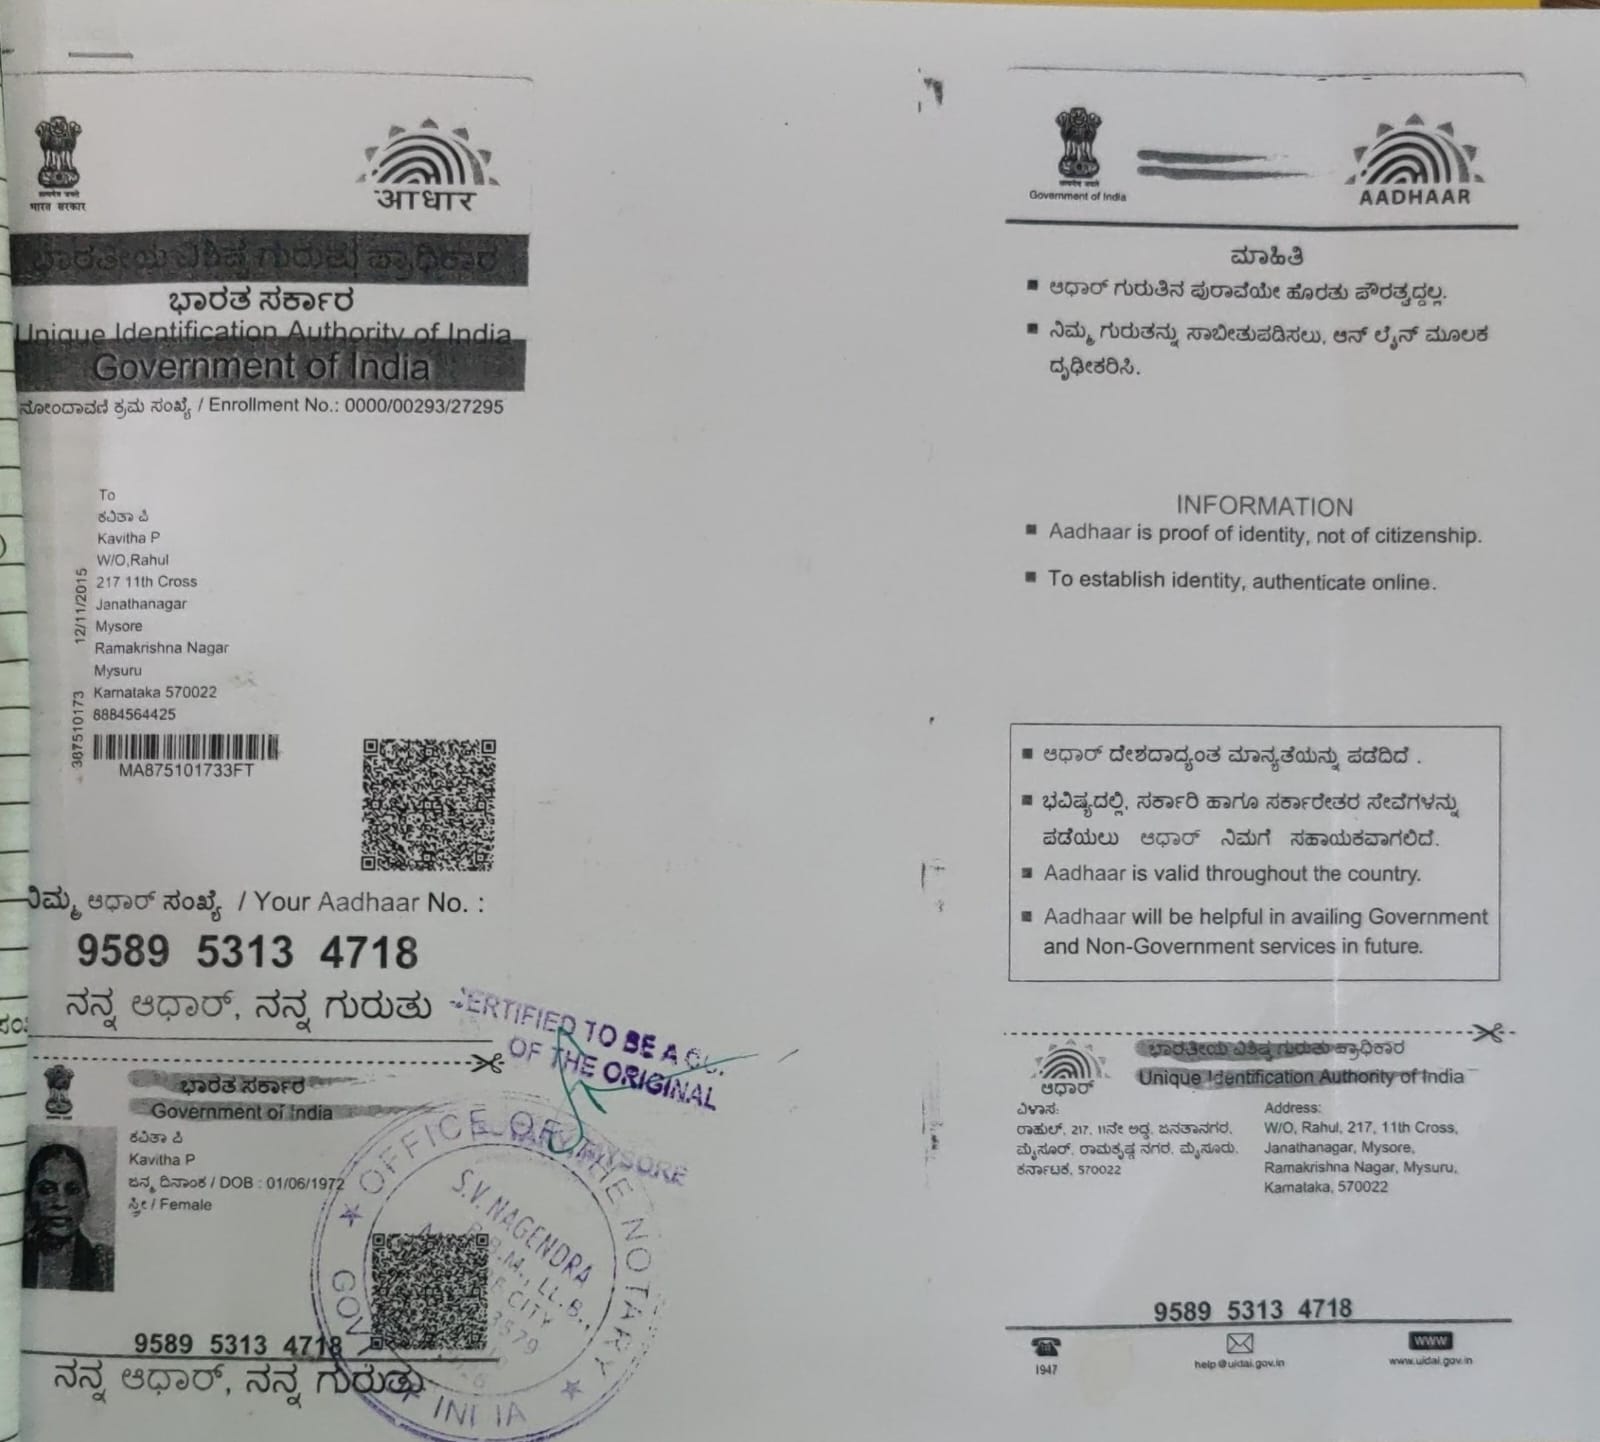 भारत सरकार
आधार
ಭಾರತೀಯ ವಿಶಿಷ್ಟ ಗುರುತು ಪ್ರಾಧಿಕಾರ
ಭಾರತ ಸರ್ಕಾರ
Unique Identification Authority of India
Government of India
ನೋಂದಾವಣಿ ಕ್ರಮ ಸಂಖ್ಯೆ / Enrollment No.: 0000/00293/27295
To
ಕವಿತಾ ಪಿ
Kavitha P
W/O,Rahul
217 11th Cross
Janathanagar
Mysore
Ramakrishna Nagar
Mysuru
Karnataka 570022
8884564425
387510173 12/11/2015
MA875101733FT
ನಿಮ್ಮ ಆಧಾರ್ ಸಂಖ್ಯೆ / Your Aadhaar No. :
9589 5313 4718
ನನ್ನ ಆಧಾರ್, ನನ್ನ ಗುರುತು
CERTIFIED TO BE A
OF THE ORIGINAL
ಭಾರತ ಸರ್ಕಾರ
Government of India
ಕವಿತಾ ಪಿ
Kavitha P
ಜನ್ಮ ದಿನಾಂಕ / DOB : 01/06/1972
ಸ್ತ್ರೀ / Female
OFFICE OF THE NOTARY
MYSORE
S.V. NAGENDRA
B.M., LL.B.,
CITY
3579
GOV
INDIA
9589 5313 4718
ನನ್ನ ಆಧಾರ್, ನನ್ನ ಗುರುತು
Government of India
AADHAAR
ಮಾಹಿತಿ
■ ಆಧಾರ್ ಗುರುತಿನ ಪುರಾವೆಯೇ ಹೊರತು ಪೌರತ್ವದ್ದಲ್ಲ.
■ ನಿಮ್ಮ ಗುರುತನ್ನು ಸಾಬೀತುಪಡಿಸಲು, ಆನ್ ಲೈನ್ ಮೂಲಕ
ದೃಢೀಕರಿಸಿ.
INFORMATION
■ Aadhaar is proof of identity, not of citizenship.
■ To establish identity, authenticate online.
■ ಆಧಾರ್ ದೇಶದಾದ್ಯಂತ ಮಾನ್ಯತೆಯನ್ನು ಪಡೆದಿದೆ .
■ ಭವಿಷ್ಯದಲ್ಲಿ, ಸರ್ಕಾರಿ ಹಾಗೂ ಸರ್ಕಾರೇತರ ಸೇವೆಗಳನ್ನು
ಪಡೆಯಲು ಆಧಾರ್ ನಿಮಗೆ ಸಹಾಯಕವಾಗಲಿದೆ.
■ Aadhaar is valid throughout the country.
■ Aadhaar will be helpful in availing Government
and Non-Government services in future.
ಆಧಾರ್
ಭಾರತೀಯ ವಿಶಿಷ್ಟ ಗುರುತು ಪ್ರಾಧಿಕಾರ
Unique Identification Authority of India
ವಿಳಾಸ:
ರಾಹುಲ್, 217, 11ನೇ ಅಡ್ಡ, ಜನತಾನಗರ,
ಮೈಸೂರ್, ರಾಮಕೃಷ್ಣ ನಗರ, ಮೈಸೂರು,
ಕರ್ನಾಟಕ, 570022
Address:
W/O, Rahul, 217, 11th Cross,
Janathanagar, Mysore,
Ramakrishna Nagar, Mysuru,
Karnataka, 570022
9589 5313 4718
1947
help@uidai.gov.in
WWW
www.uidai.gov.in